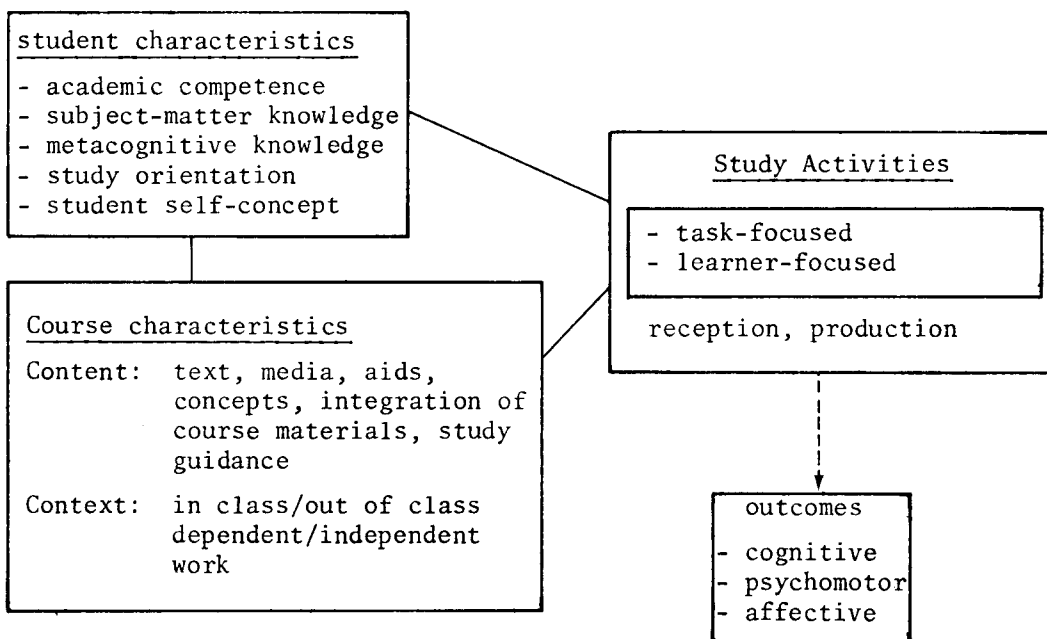 student characteristics
- academic competence
- subject-matter knowledge
- metacognitive knowledge
- study orientation
- student self-concept
Course characteristics
Content: text, media, aids,
concepts, integration of
course materials, study
guidance
Context: in class/out of class
dependent/independent
work
Study Activities
- task-focused
- learner-focused
reception, production
outcomes
- cognitive
- psychomotor
- affective